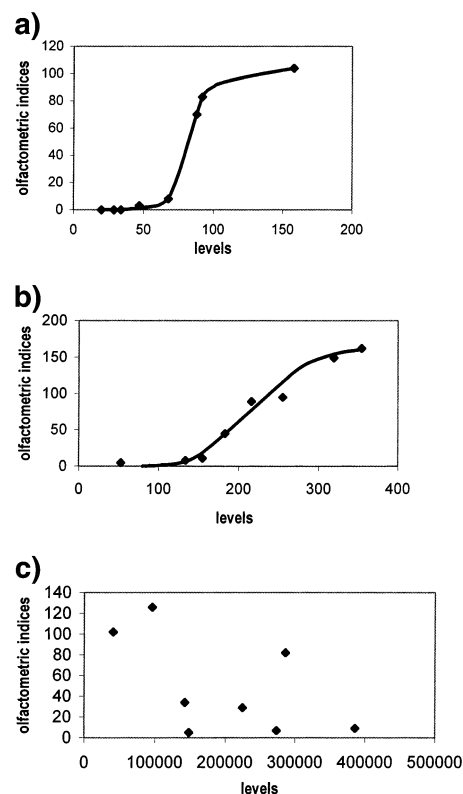 a)
120
100
80
60
40
20
0
olfactometric indices
0 50 100 150 200
levels
b)
200
150
100
50
0
olfactometric indices
0 100 200 300 400
levels
c)
140
120
100
80
60
40
20
0
olfactometric indices
0 100000 200000 300000 400000 500000
levels